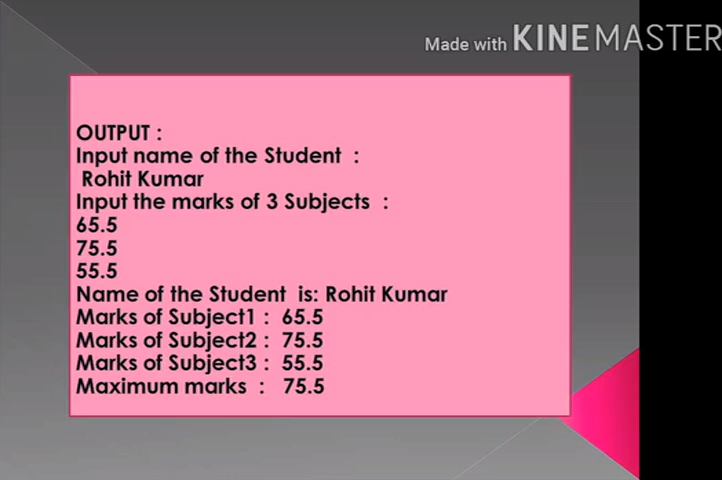 Made with KINEMASTER
OUTPUT :
Input name of the Student :
Rohit Kumar
Input the marks of 3 Subjects :
65.5
75.5
55.5
Name of the Student is: Rohit Kumar
Marks of Subject1 : 65.5
Marks of Subject2 : 75.5
Marks of Subject3 : 55.5
Maximum marks : 75.5